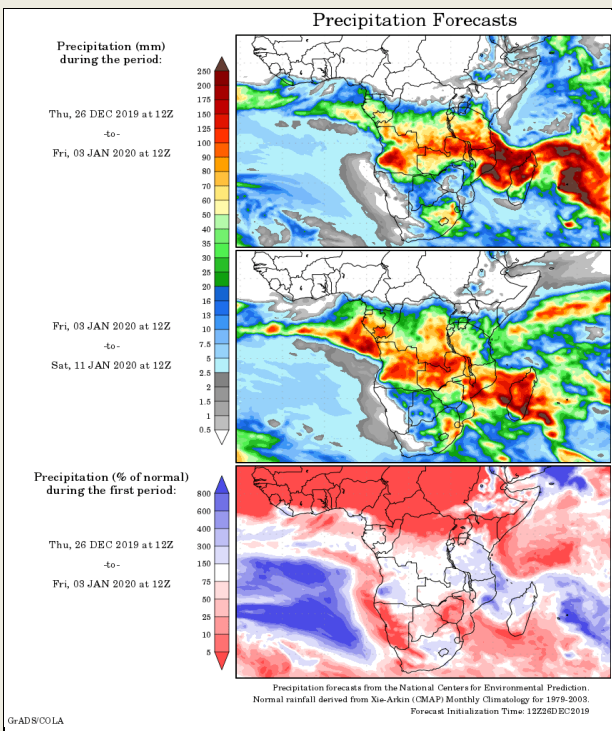 Precipitation Forecasts
Precipitation (mm)
during the period:
Thu, 26 DEC 2019 at 12Z
-to-
Fri, 03 JAN 2020 at 12Z
250
200
175
150
125
100
90
80
70
60
50
40
35
30
25
20
16
13
10
7.5
5
2.5
2
1.5
1
0.5
Fri, 03 JAN 2020 at 12Z
-to-
Sat, 11 JAN 2020 at 12Z
Precipitation (% of normal)
during the first period:
Thu, 26 DEC 2019 at 12Z
-to-
Fri, 03 JAN 2020 at 12Z
800
600
400
300
150
75
50
25
10
5
Precipitation forecasts from the National Centers for Environmental Prediction.
Normal rainfall derived from Xie-Arkin (CMAP) Monthly Climatology for 1979-2003.
Forecast Initialization Time: 12Z26DEC2019
GrADS/COLA